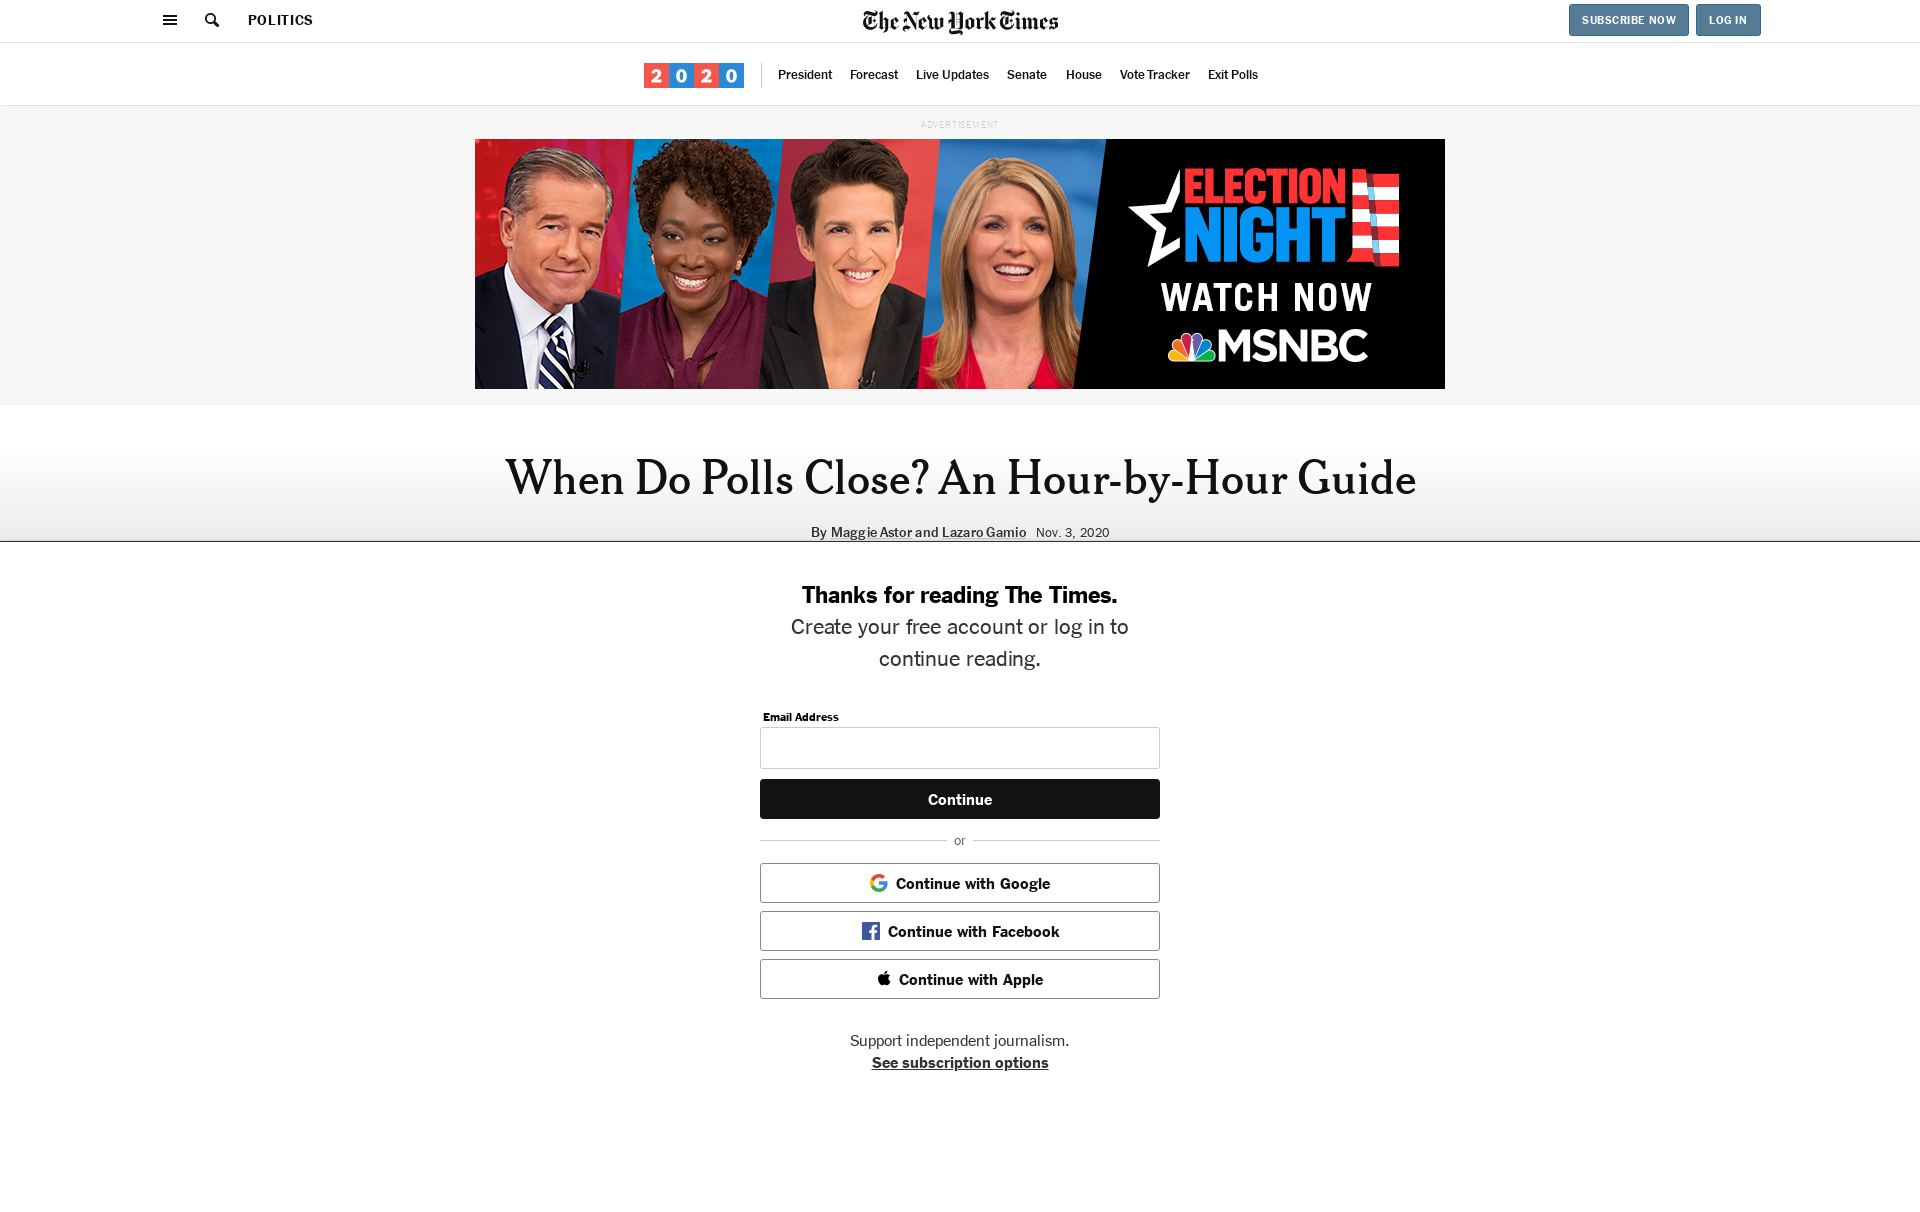 POLITICS
The New York Times
SUBSCRIBE NOW
LOG IN
2020
President
Forecast
Live Updates
Senate
House
Vote Tracker
Exit Polls
ADVERTISEMENT
ELECTION
NIGHT
WATCH NOW
MSNBC
When Do Polls Close? An Hour-by-Hour Guide
By Maggie Astor and Lazaro Gamio Nov. 3, 2020
Thanks for reading The Times.
Create your free account or log in to
continue reading.
Email Address
Continue
or
Continue with Google
Continue with Facebook
Continue with Apple
Support independent journalism.
See subscription options